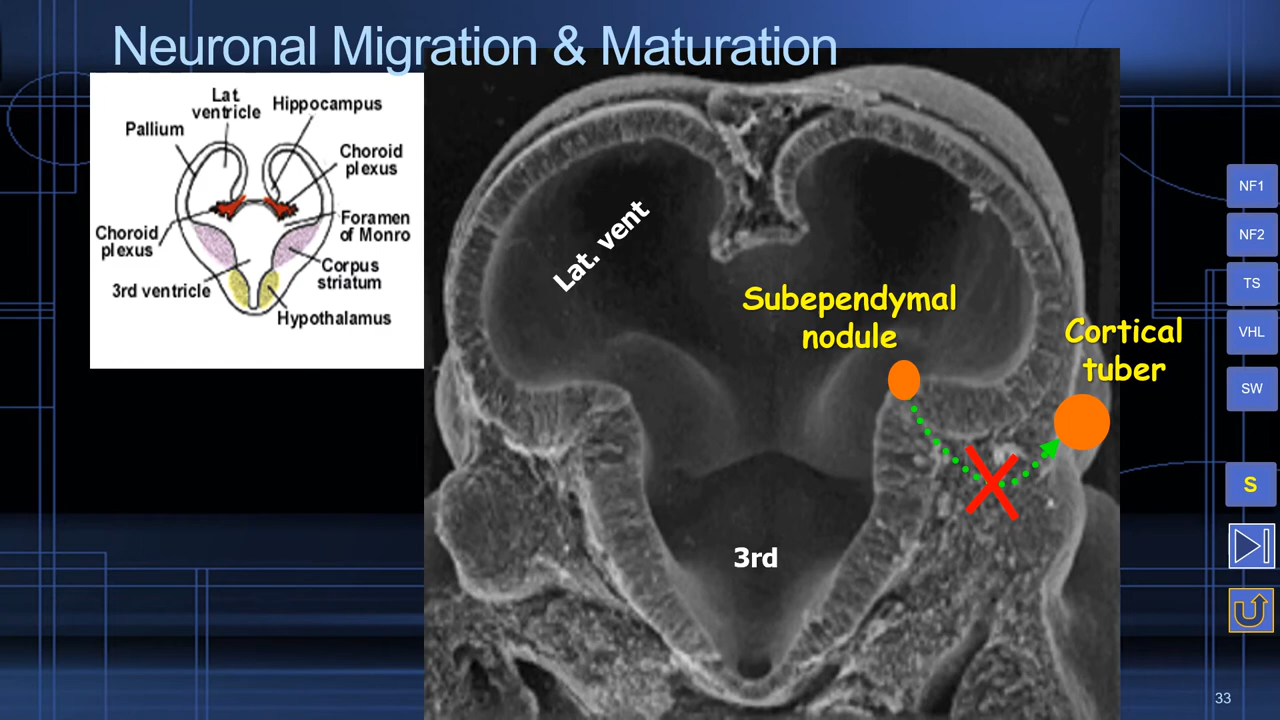 Neuronal Migration & Maturation
Lat.
ventricle
Hippocampus
Pallium
Choroid
plexus
Foramen
of Monro
Choroid
plexus
Corpus
striatum
3rd ventricle
Hypothalamus
Lat. vent
Subependymal
nodule
Cortical
tuber
3rd
NF1
NF2
TS
VHL
SW
S
33